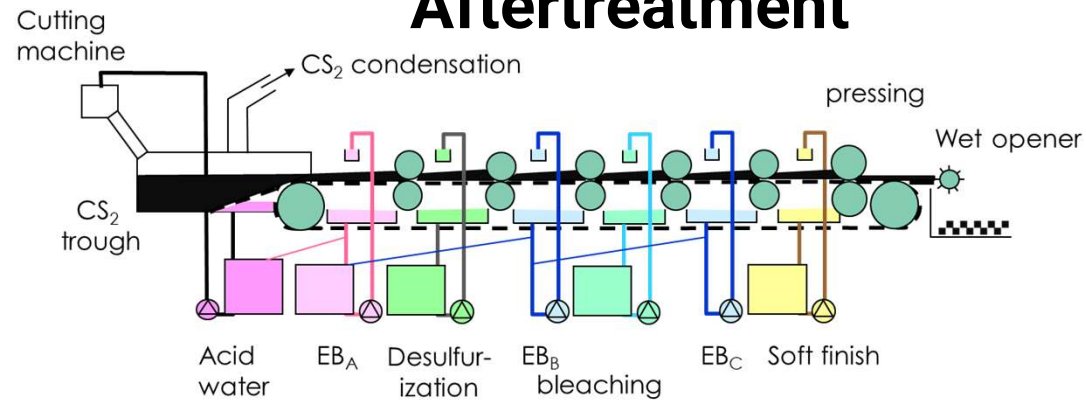 Aftertreatment
Cutting
machine
CS₂ condensation
pressing
Wet opener
CS₂
trough
Acid
water
EB_A
Desulfur-
ization
EB_B
bleaching
EB_C
Soft finish